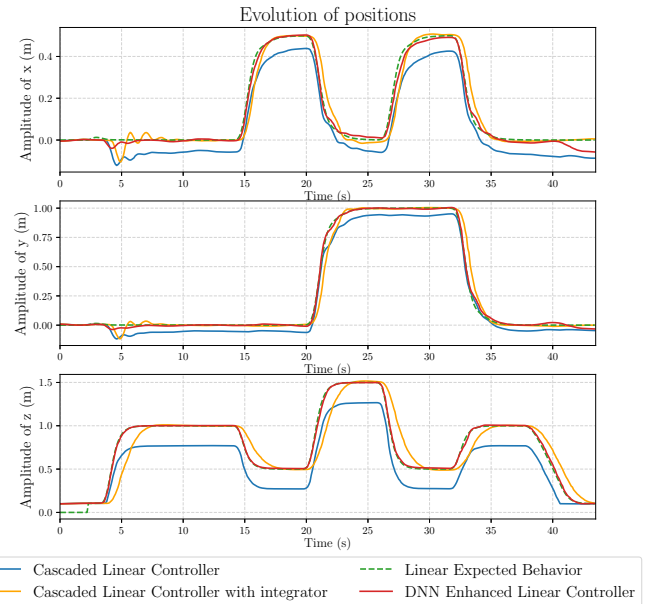 Evolution of positions
Amplitude of x (m)
0.4
0.2
0.0
0 5 10 15 20 25 30 35 40
Time (s)
Amplitude of y (m)
1.00
0.75
0.50
0.25
0.00
0 5 10 15 20 25 30 35 40
Time (s)
Amplitude of z (m)
1.5
1.0
0.5
0.0
0 5 10 15 20 25 30 35 40
Time (s)
Cascaded Linear Controller
Cascaded Linear Controller with integrator
Linear Expected Behavior
DNN Enhanced Linear Controller